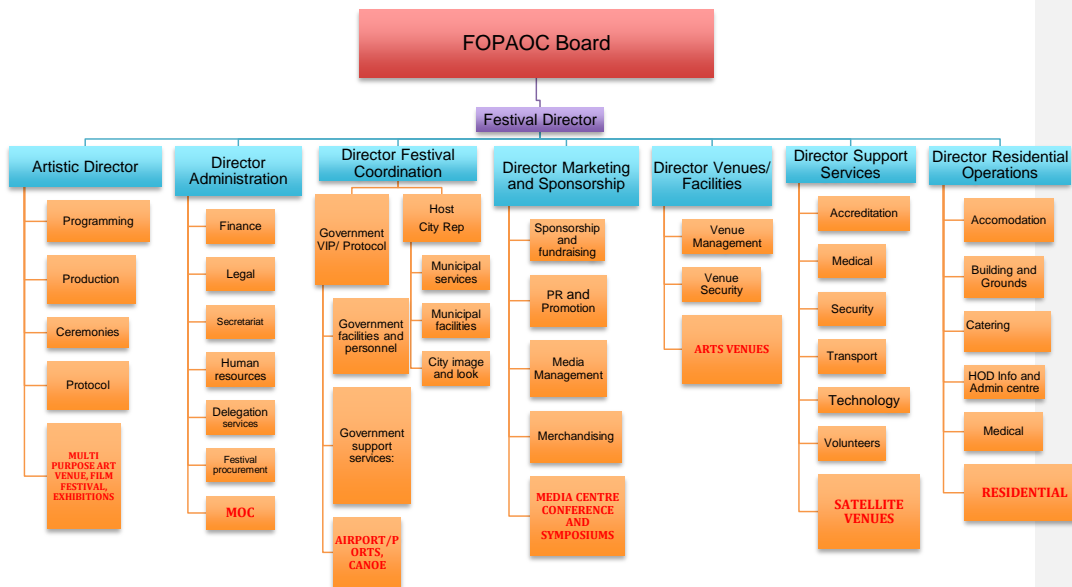 FOPAOC Board
Festival Director
Artistic Director
Programming
Production
Ceremonies
Protocol
MULTI
PURPOSE ART
VENUE, FILM
FESTIVAL,
EXHIBITIONS
Director
Administration
Finance
Legal
Secretariat
Human
resources
Delegation
services
Festival
procurement
MOC
Director Festival
Coordination
Government
VIP/ Protocol
Government
facilities and
personnel
Government
support
services:
AIRPORT/P
ORTS,
CANOE
Host
City Rep
Municipal
services
Municipal
facilities
City image
and look
Director Marketing
and Sponsorship
Sponsorship
and
fundraising
PR and
Promotion
Media
Management
Merchandising
MEDIA CENTRE
CONFERENCE
AND
SYMPOSIUMS
Director Venues/
Facilities
Venue
Management
Venue
Security
ARTS VENUES
Director Support
Services
Accreditation
Medical
Security
Transport
Technology
Volunteers
SATELLITE
VENUES
Director Residential
Operations
Accomodation
Building and
Grounds
Catering
HOD Info and
Admin centre
Medical
RESIDENTIAL